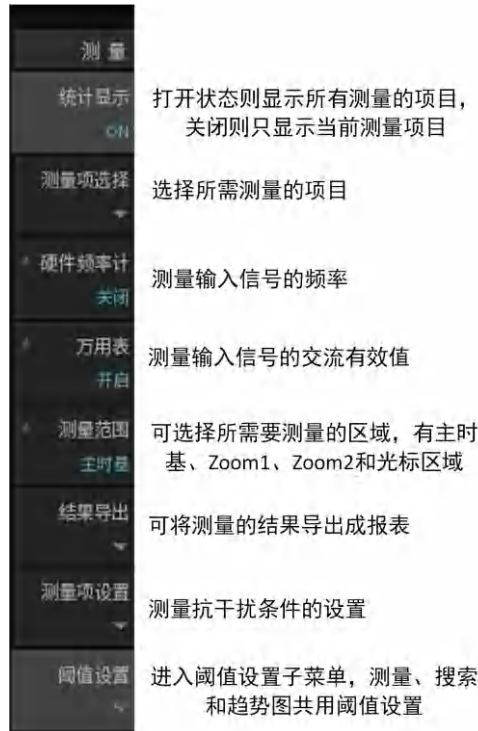 测 量
统计显示
ON
打开状态则显示所有测量的项目，
关闭则只显示当前测量项目
测量项选择
选择所需测量的项目
硬件频率计
关闭
测量输入信号的频率
万用表
开启
测量输入信号的交流有效值
测量范围
主时基
可选择所需要测量的区域，有主时
基、Zoom1、Zoom2和光标区域
结果导出
可将测量的结果导出成报表
测量项设置
测量抗干扰条件的设置
阈值设置
进入阈值设置子菜单，测量、搜索
和趋势图共用阈值设置